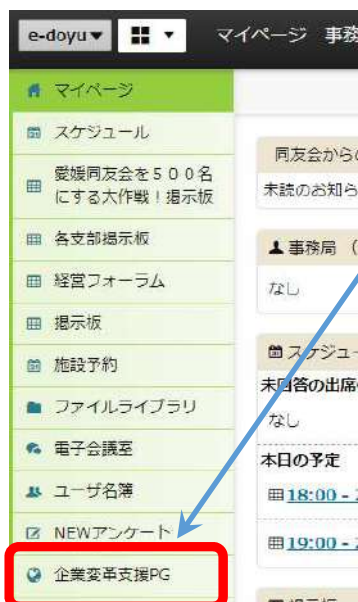 e-doyu
マイページ 事務
マイページ
スケジュール
愛媛同友会を５００名
にする大作戦！掲示板
各支部掲示板
経営フォーラム
掲示板
施設予約
ファイルライブラリ
電子会議室
ユーザ名簿
NEWアンケート
企業変革支援PG
同友会からの
未読のお知ら
事務局 （
なし
スケジュー
未回答の出席
なし
本日の予定
18:00 - 2
19:00 - 2